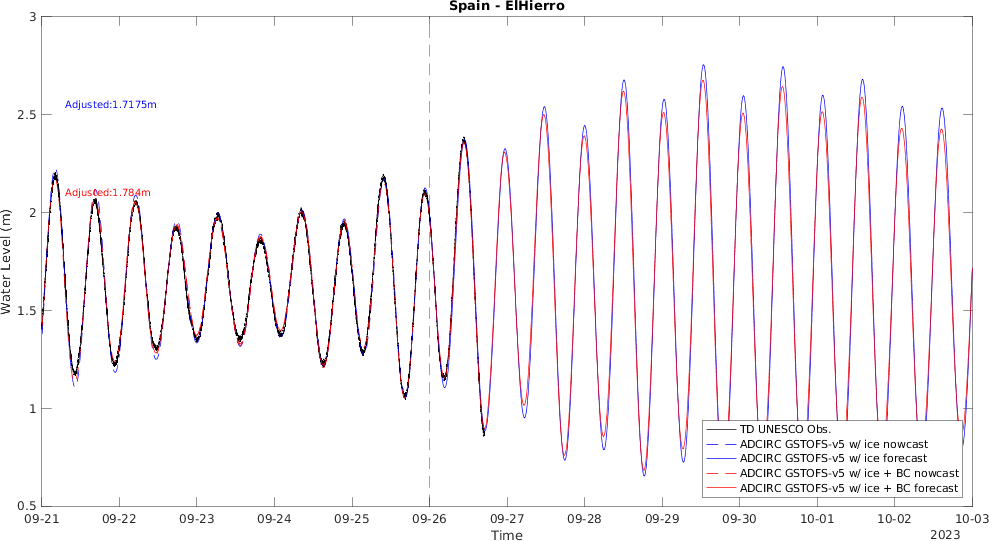 Spain - ElHierro
3
2.5
2
1.5
1
0.5
Water Level (m)
Adjusted:1.7175m
Adjusted:1.784m
TD UNESCO Obs.
ADCIRC GSTOFS-v5 w/ ice nowcast
ADCIRC GSTOFS-v5 w/ ice forecast
ADCIRC GSTOFS-v5 w/ ice + BC nowcast
ADCIRC GSTOFS-v5 w/ ice + BC forecast
09-21 09-22 09-23 09-24 09-25 09-26 09-27 09-28 09-29 09-30 10-01 10-02 10-03
Time
2023